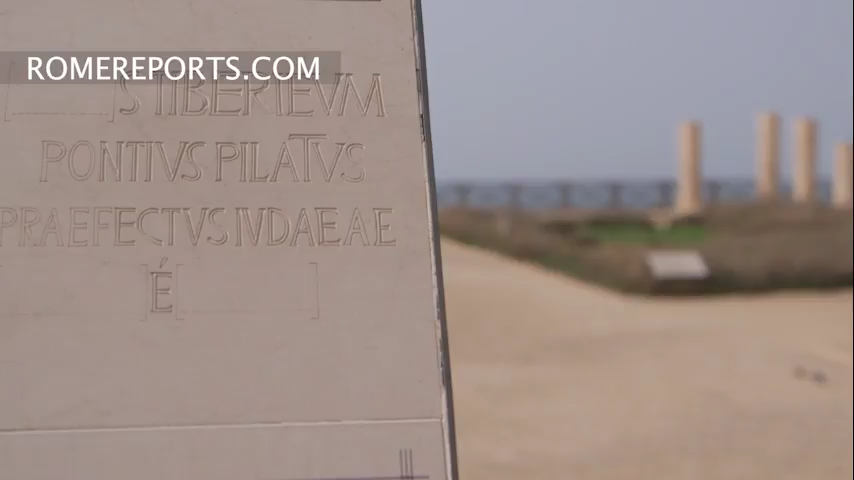 ROMEREPORTS.COM
[ ]S TIBERIEVM
PONTIVS PILATVS
PRAEFECTVS IVDAEAE
]É[ ]